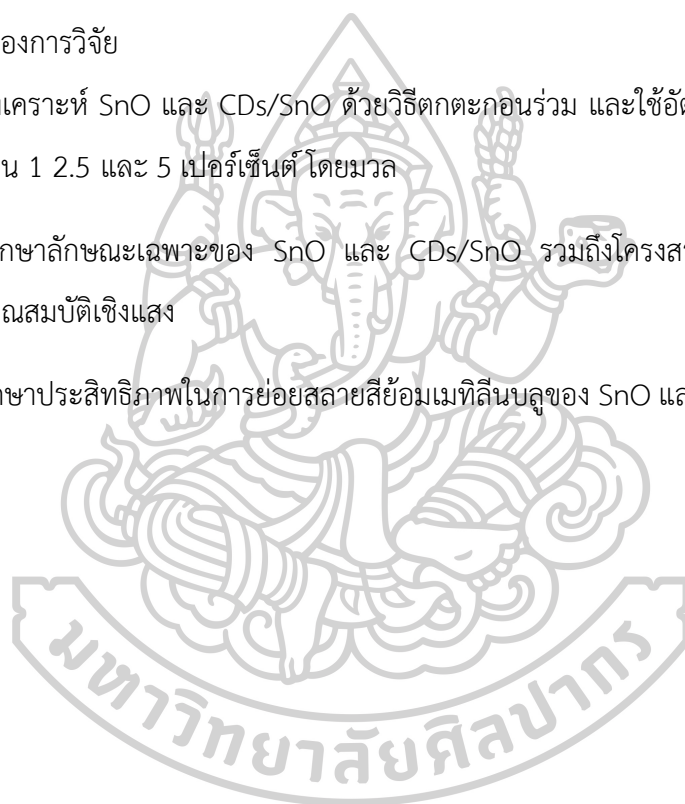 องการวิจัย
เคราะห์ SnO และ CDs/SnO ด้วยวิธีตกตะกอนร่วม และใช้อัต
น 1 2.5 และ 5 เปอร์เซ็นต์ โดยมวล
กษาลักษณะเฉพาะของ SnO และ CDs/SnO รวมถึงโครงสร
ณสมบัติเชิงแสง
าษาประสิทธิภาพในการย่อยสลายสีย้อมเมทิลีนบลูของ SnO และ
มหาวิทยาลัยศิลปากร